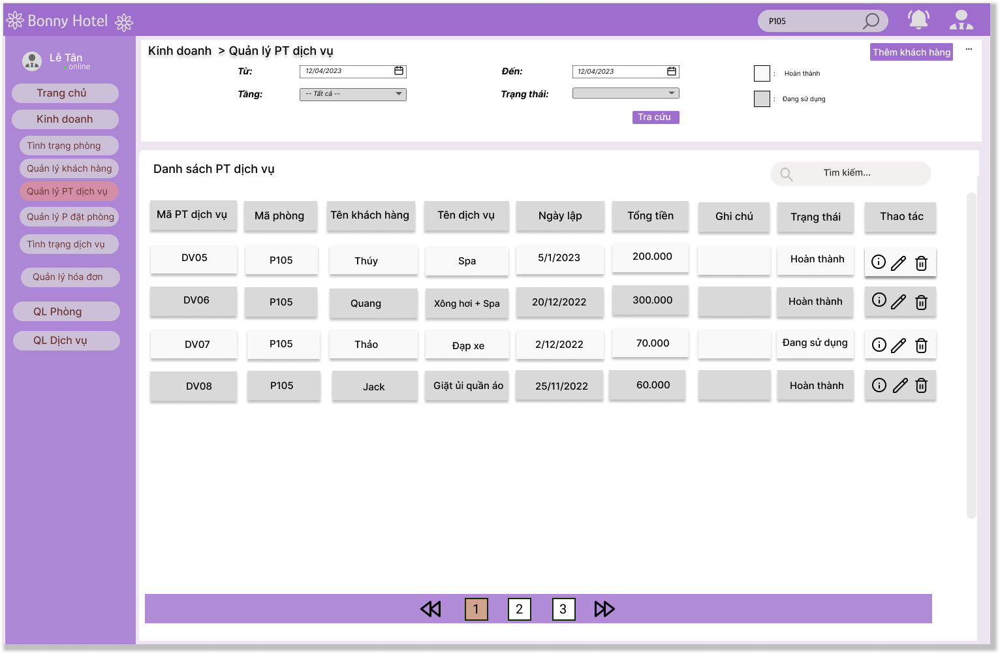 Bonny Hotel
P105
Lễ Tân
online
Trang chủ
Kinh doanh
Tình trạng phòng
Quản lý khách hàng
Quản lý PT dịch vụ
Quản lý P đặt phòng
Tình trạng dịch vụ
Quản lý hóa đơn
QL Phòng
QL Dịch vụ
Kinh doanh > Quản lý PT dịch vụ
Thêm khách hàng
...
Từ: 12/04/2023
Đến: 12/04/2023
: Hoàn thành
Tầng: -- Tất cả --
Trạng thái:
: Đang sử dụng
Tra cứu
Danh sách PT dịch vụ
Tìm kiếm...
Mã PT dịch vụ Mã phòng Tên khách hàng Tên dịch vụ Ngày lập Tổng tiền Ghi chú Trạng thái Thao tác
DV05 P105 Thúy Spa 5/1/2023 200.000 Hoàn thành
DV06 P105 Quang Xông hơi + Spa 20/12/2022 300.000 Hoàn thành
DV07 P105 Thảo Đạp xe 2/12/2022 70.000 Đang sử dụng
DV08 P105 Jack Giặt ủi quần áo 25/11/2022 60.000 Hoàn thành
1 2 3